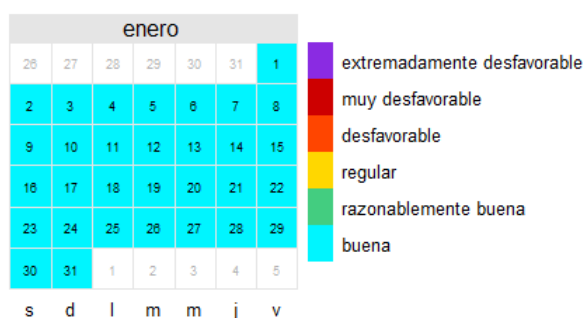 enero
26 27 28 29 30 31 1
2 3 4 5 6 7 8
9 10 11 12 13 14 15
16 17 18 19 20 21 22
23 24 25 26 27 28 29
30 31 1 2 3 4 5
s d l m m j v
extremadamente desfavorable
muy desfavorable
desfavorable
regular
razonablemente buena
buena